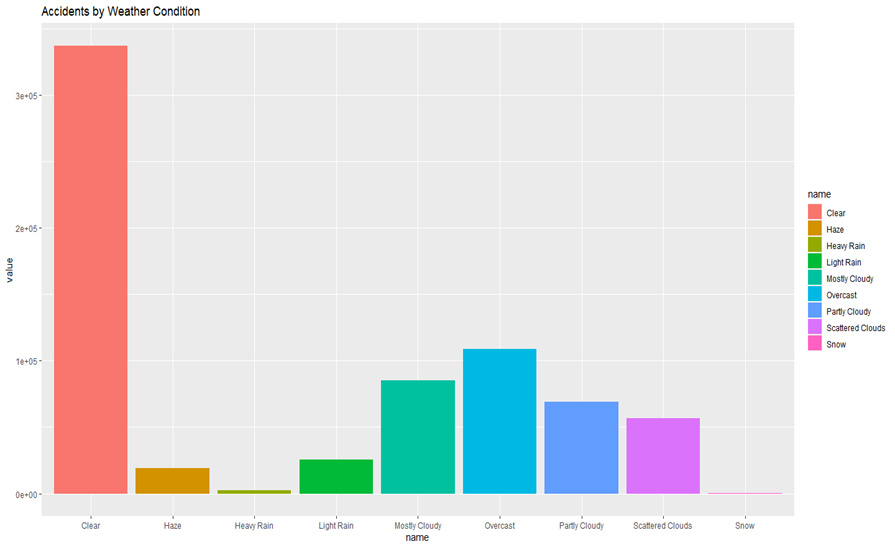 Accidents by Weather Condition
value
3e+05
2e+05
1e+05
0e+00
Clear Haze Heavy Rain Light Rain Mostly Cloudy Overcast Partly Cloudy Scattered Clouds Snow
name
name
Clear
Haze
Heavy Rain
Light Rain
Mostly Cloudy
Overcast
Partly Cloudy
Scattered Clouds
Snow